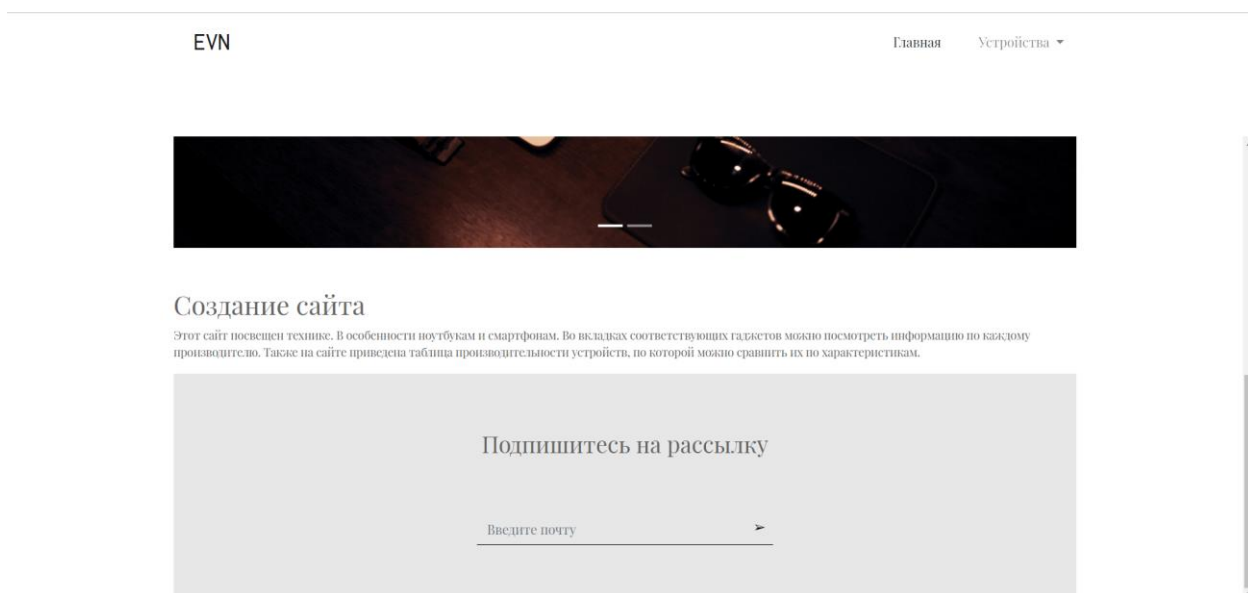 EVN
Главная Устройства
Создание сайта
Этот сайт посвещен технике. В особенности ноутбукам и смартфонам. Во вкладках соответствующих гаджетов можно посмотреть информацию по каждому
производителю. Также на сайте приведена таблица производительности устройств, по которой можно сравнить их по характеристикам.
Подпишитесь на рассылку
Введите почту